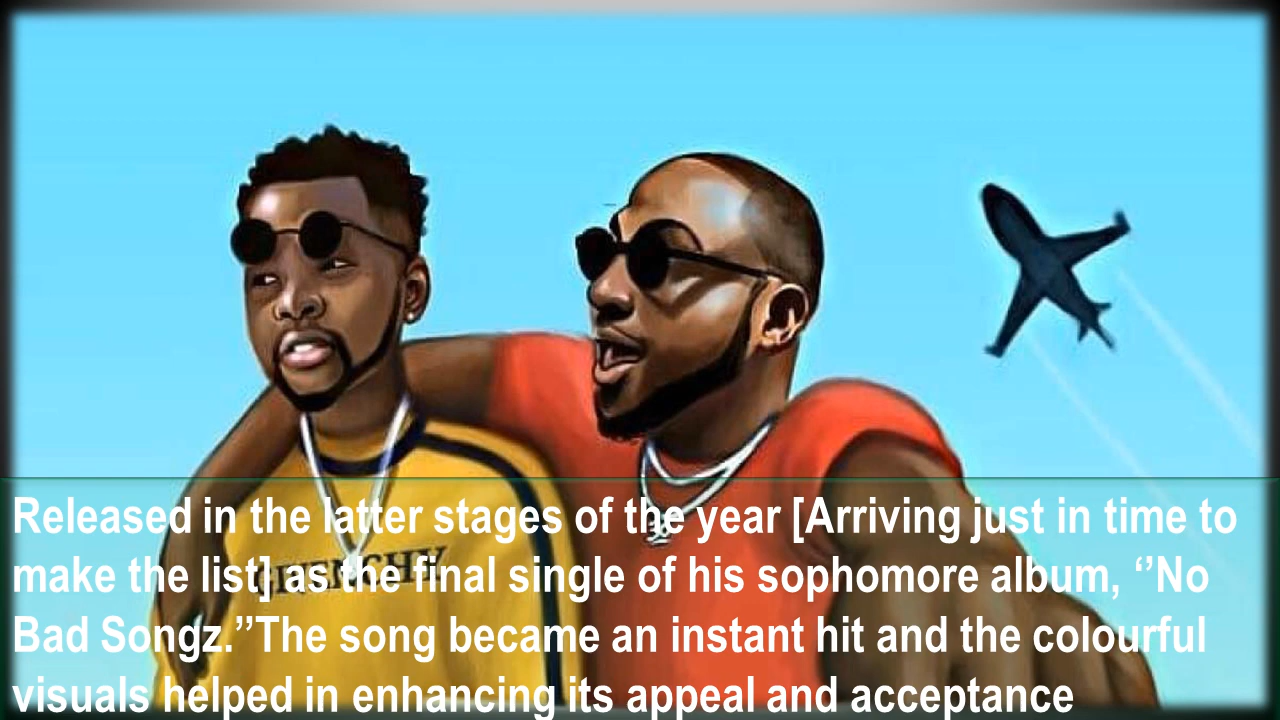 Released in the latter stages of the year [Arriving just in time to
make the list] as the final single of his sophomore album, ‘’No
Bad Songz.’’The song became an instant hit and the colourful
visuals helped in enhancing its appeal and acceptance
GIVENCHY